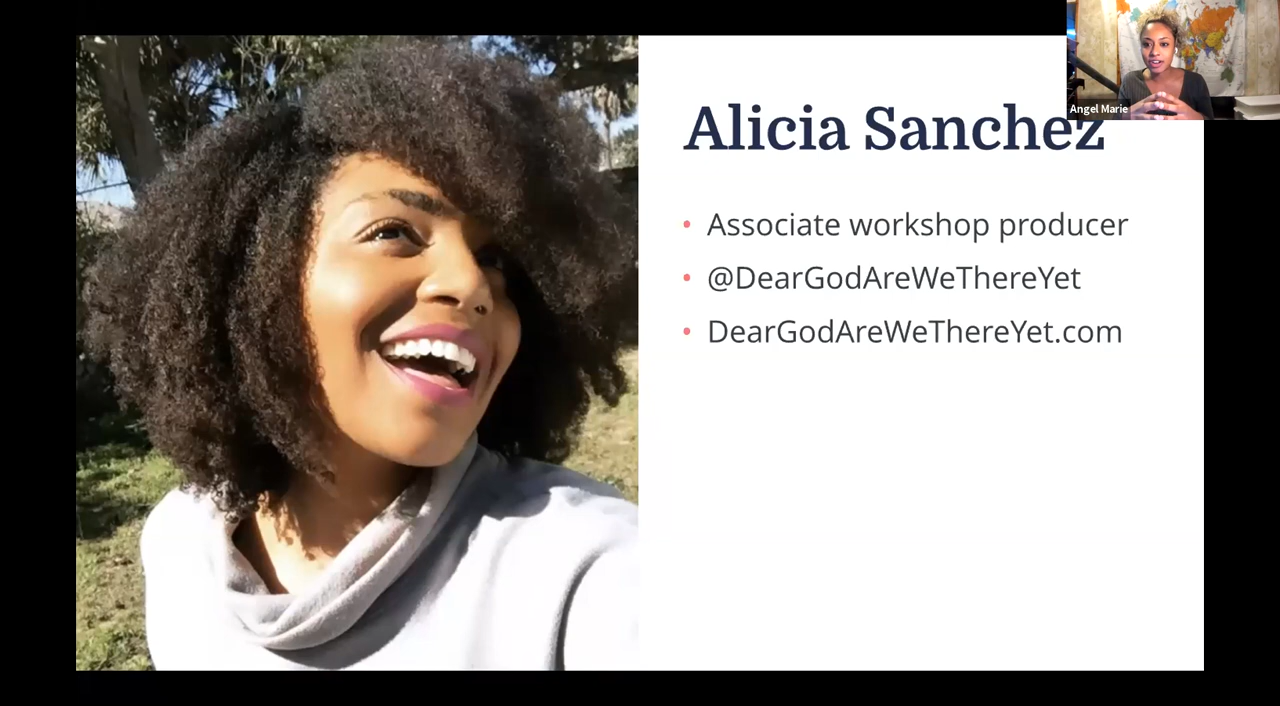 Angel Marie
Alicia Sanchez
• Associate workshop producer
• @DearGodAreWeThereYet
• DearGodAreWeThereYet.com